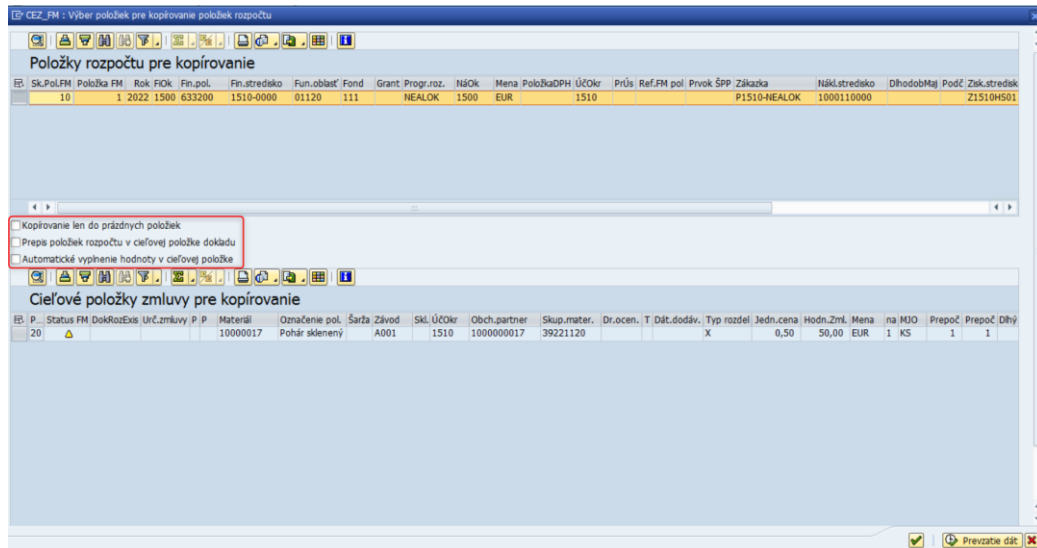 CEZ_FM : Výber položiek pre kopírovanie položiek rozpočtu
Položky rozpočtu pre kopírovanie
Sk.Pol.FM Položka FM Rok FiOk Fin.pol. Fin.stredisko Fun.oblasť Fond Grant Progr.roz. NáOk Mena PoložkaDPH ÚČOkr PrÚs Ref.FM pol Prvok ŠPP Zákazka Nákl.stredisko DlhodobMaj Podč Zisk.stredisk
10 1 2022 1500 633200 1510-0000 01120 111 NEALOK 1500 EUR 1510 P1510-NEALOK 1000110000 Z1510HS01
Kopírovanie len do prázdnych položiek
Prepis položiek rozpočtu v cieľovej položke dokladu
Automatické vyplnenie hodnoty v cieľovej položke
Cieľové položky zmluvy pre kopírovanie
P... Status FM DokRozExis Urč.zmluvy P P Materiál Označenie pol. Šarža Závod Skl. ÚČOkr Obch.partner Skup.mater. Dr.ocen. T Dát.dodáv. Typ rozdel Jedn.cena Hodn.Zml. Mena na MJO Prepoč Prepoč Dlhý
20 10000017 Pohár sklenený A001 1510 1000000017 39221120 X 0,50 50,00 EUR 1 KS 1 1
Prevzatie dát